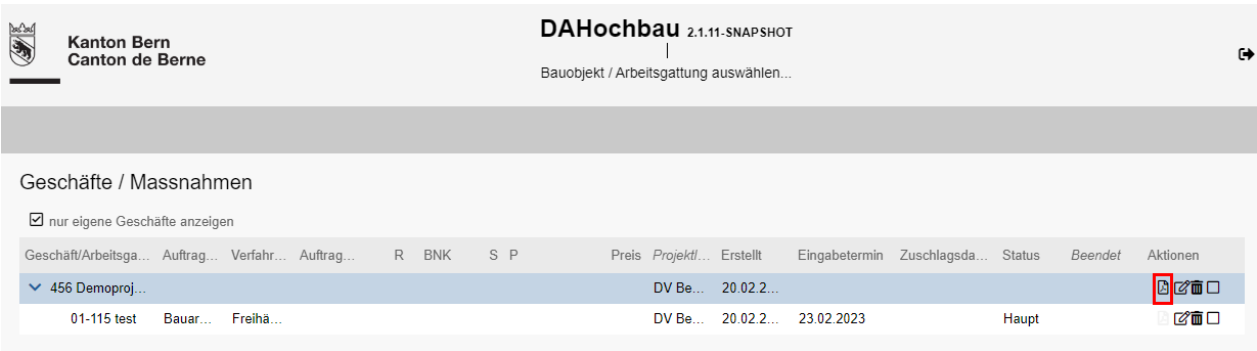 Kanton Bern
Canton de Berne
DAHochbau 2.1.11-SNAPSHOT
Bauobjekt / Arbeitsgattung auswählen...
Geschäfte / Massnahmen
nur eigene Geschäfte anzeigen
Geschäft/Arbeitsga... Auftrag... Verfahr... Auftrag... R BNK S P Preis Projektl... Erstellt Eingabetermin Zuschlagsda... Status Beendet Aktionen
456 Demoproj... DV Be... 20.02.2...
01-115 test Bauar... Freihä... DV Be... 20.02.2... 23.02.2023 Haupt